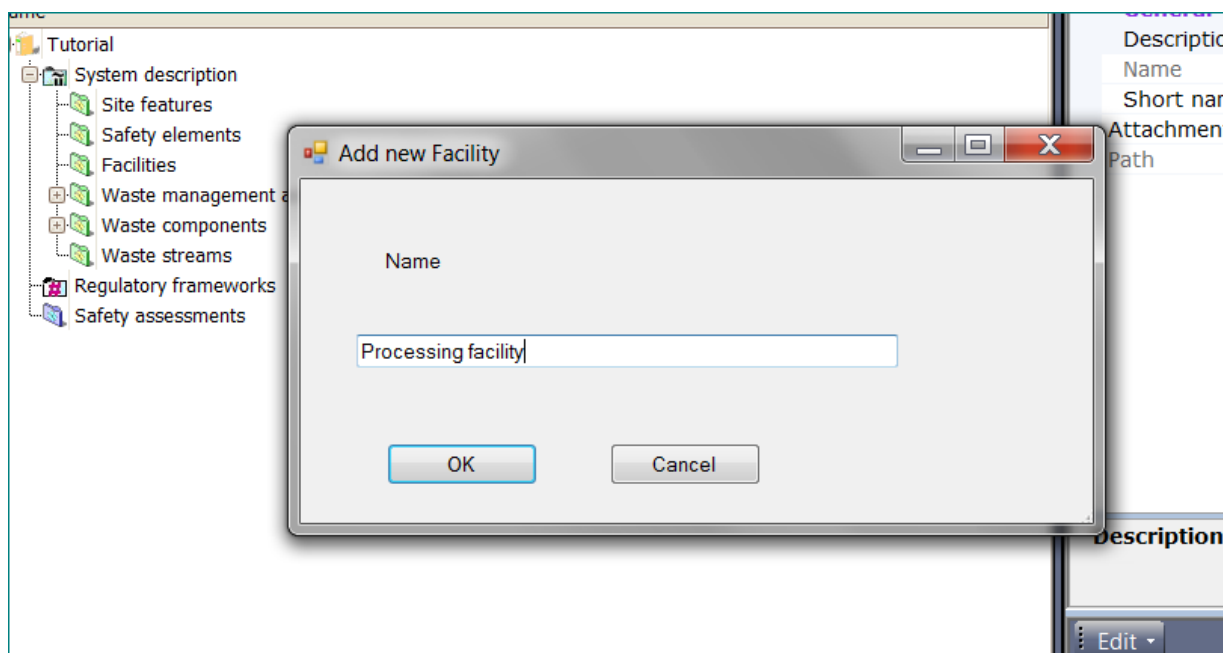 Tutorial
System description
Site features
Safety elements
Facilities
Waste management
Waste components
Waste streams
Regulatory frameworks
Safety assessments
Add new Facility
Name
Processing facility
OK
Cancel
General
Descriptio
Name
Short nar
Attachmen
Path
Description
Edit